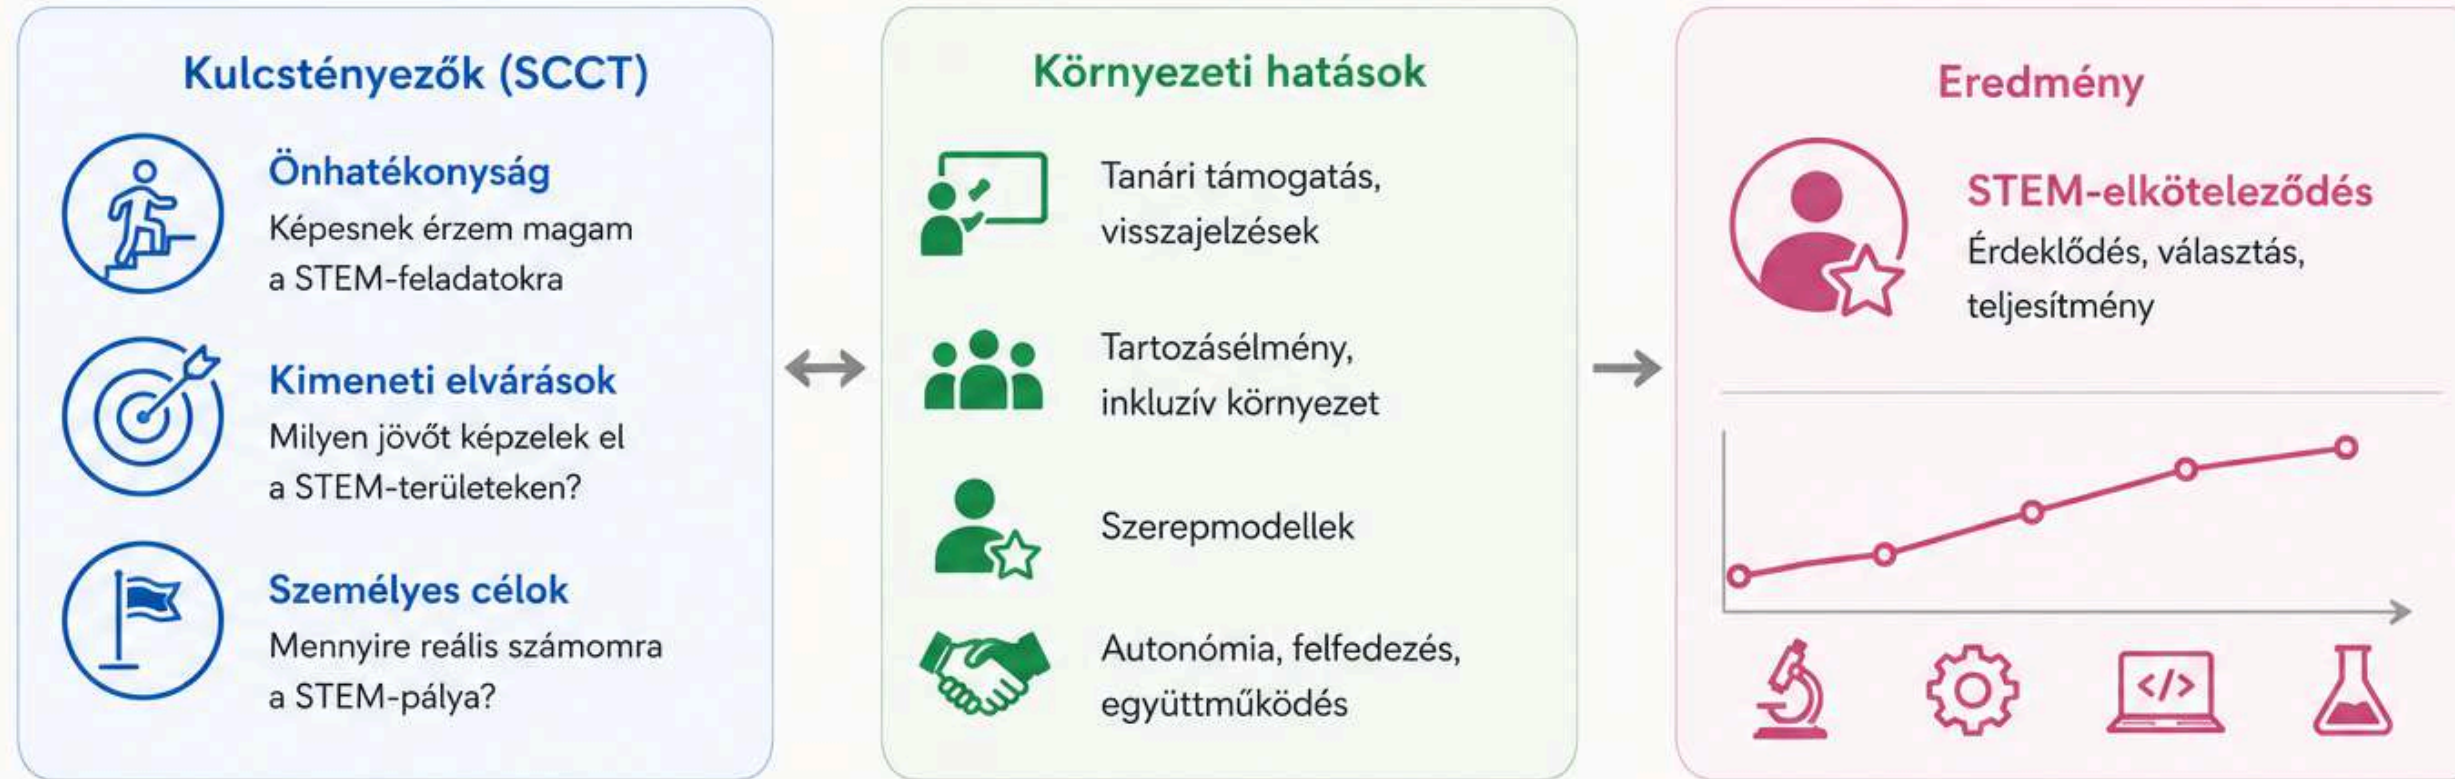 Kulcstényezők (SCCT)
Önhatékonyság
Képesnek érzem magam
a STEM-feladatokra
Kimeneti elvárások
Milyen jövőt képzelek el
a STEM-területeken?
Személyes célok
Mennyire reális számomra
a STEM-pálya?
Környezeti hatások
Tanári támogatás,
visszajelzések
Tartozásélmény,
inkluzív környezet
Szerepmodellek
Autonómia, felfedezés,
együttműködés
Eredmény
STEM-elköteleződés
Érdeklődés, választás,
teljesítmény
</>